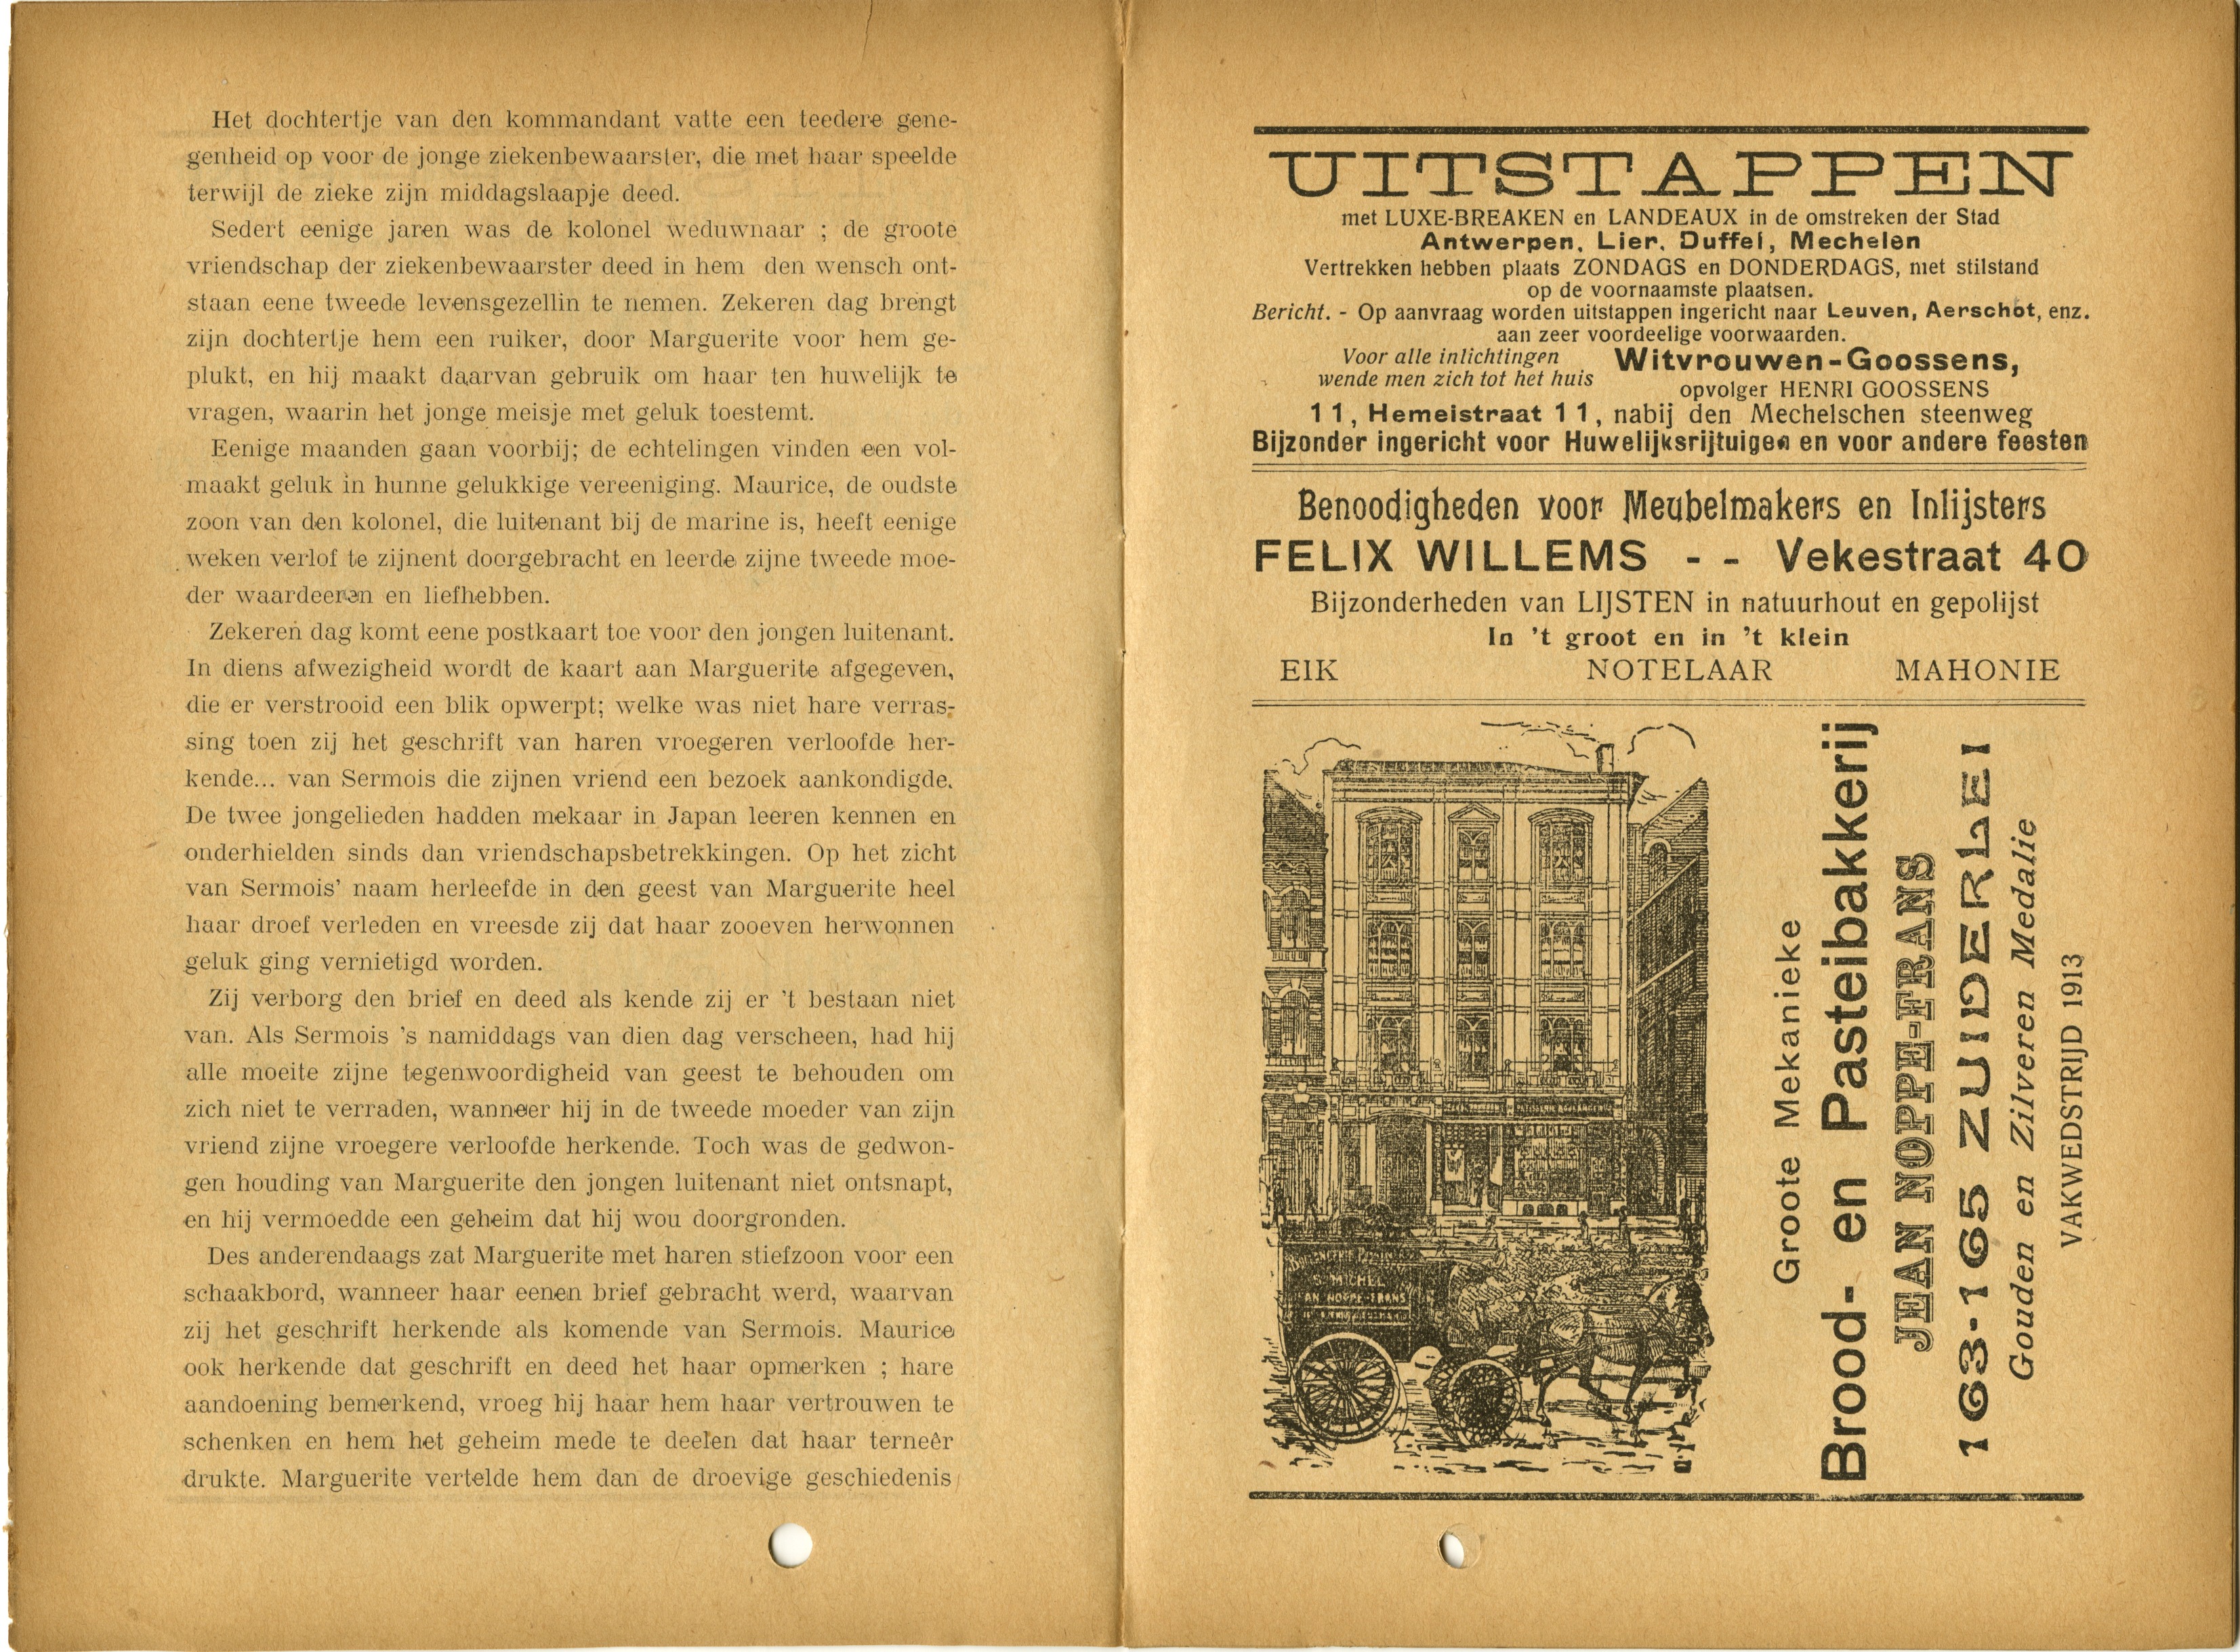 Het dochtertje van den kommandant vatte een teedere gene-
genheid op voor de jonge ziekenbewaarster, die met haar speelde
terwijl de zieke zijn middagslaapje deed.
Sedert eenige jaren was de kolonel weduwnaar ; de groote
vriendschap der ziekenbewaarster deed in hem den wensch ont-
staan eene tweede levensgezellin te nemen. Zekeren dag brengt
zijn dochtertje hem een ruiker, door Marguerite voor hem ge-
plukt, en hij maakt daarvan gebruik om haar ten huwelijk te
vragen, waarin het jonge meisje met geluk toestemt.
Eenige maanden gaan voorbij; de echtelingen vinden een vol-
maakt geluk in hunne gelukkige vereeniging. Maurice, de oudste
zoon van den kolonel, die luitenant bij de marine is, heeft eenige
weken verlof te zijnent doorgebracht en leerde zijne tweede moe-
der waardeeren en liefhebben.
Zekeren dag komt eene postkaart toe voor den jongen luitenant.
In diens afwezigheid wordt de kaart aan Marguerite afgegeven,
die er verstrooid een blik opwerpt; welke was niet hare verras-
sing toen zij het geschrift van haren vroegeren verloofde her-
kende... van Sermois die zijnen vriend een bezoek aankondigde.
De twee jongelieden hadden mekaar in Japan leeren kennen en
onderhielden sinds dan vriendschapsbetrekkingen. Op het zicht
van Sermois' naam herleefde in den geest van Marguerite heel
haar droef verleden en vreesde zij dat haar zooeven herwonnen
geluk ging vernietigd worden.
Zij verborg den brief en deed als kende zij er 't bestaan niet
van. Als Sermois 's namiddags van dien dag verscheen, had hij
alle moeite zijne tegenwoordigheid van geest te behouden om
zich niet te verraden, wanneer hij in de tweede moeder van zijn
vriend zijne vroegere verloofde herkende. Toch was de gedwon-
gen houding van Marguerite den jongen luitenant niet ontsnapt,
en hij vermoedde een geheim dat hij wou doorgronden.
Des anderendaags zat Marguerite met haren stiefzoon voor een
schaakbord, wanneer haar eenen brief gebracht werd, waarvan
zij het geschrift herkende als komende van Sermois. Maurice
ook herkende dat geschrift en deed het haar opmerken ; hare
aandoening bemerkend, vroeg hij haar hem haar vertrouwen te
schenken en hem het geheim mede te deelen dat haar terneêr
drukte. Marguerite vertelde hem dan de droevige geschiedenis
UITSTAPPEN
met LUXE-BREAKEN en LANDEAUX in de omstreken der Stad
Antwerpen, Lier, Duffel, Mechelen
Vertrekken hebben plaats ZONDAGS en DONDERDAGS, met stilstand
op de voornaamste plaatsen.
Bericht. - Op aanvraag worden uitstappen ingericht naar Leuven, Aerschot, enz.
aan zeer voordeelige voorwaarden.
Voor alle inlichtingen
wende men zich tot het huis
Witvrouwen-Goossens,
opvolger HENRI GOOSSENS
11, Hemelstraat 11, nabij den Mechelschen steenweg
Bijzonder ingericht voor Huwelijksrijtuigen en voor andere feesten
Benoodigheden voor Meubelmakers en Inlijsters
FELIX WILLEMS - - Vekestraat 40
Bijzonderheden van LIJSTEN in natuurhout en gepolijst
In 't groot en in 't klein
EIK NOTELAAR MAHONIE
Groote Mekanieke
Brood- en Pasteibakkerij
JEAN NOPPE-FRANS
163-165 ZUIDERLEI
Gouden en Zilveren Medalie
VAKWEDSTRIJD 1913
St MICHEL